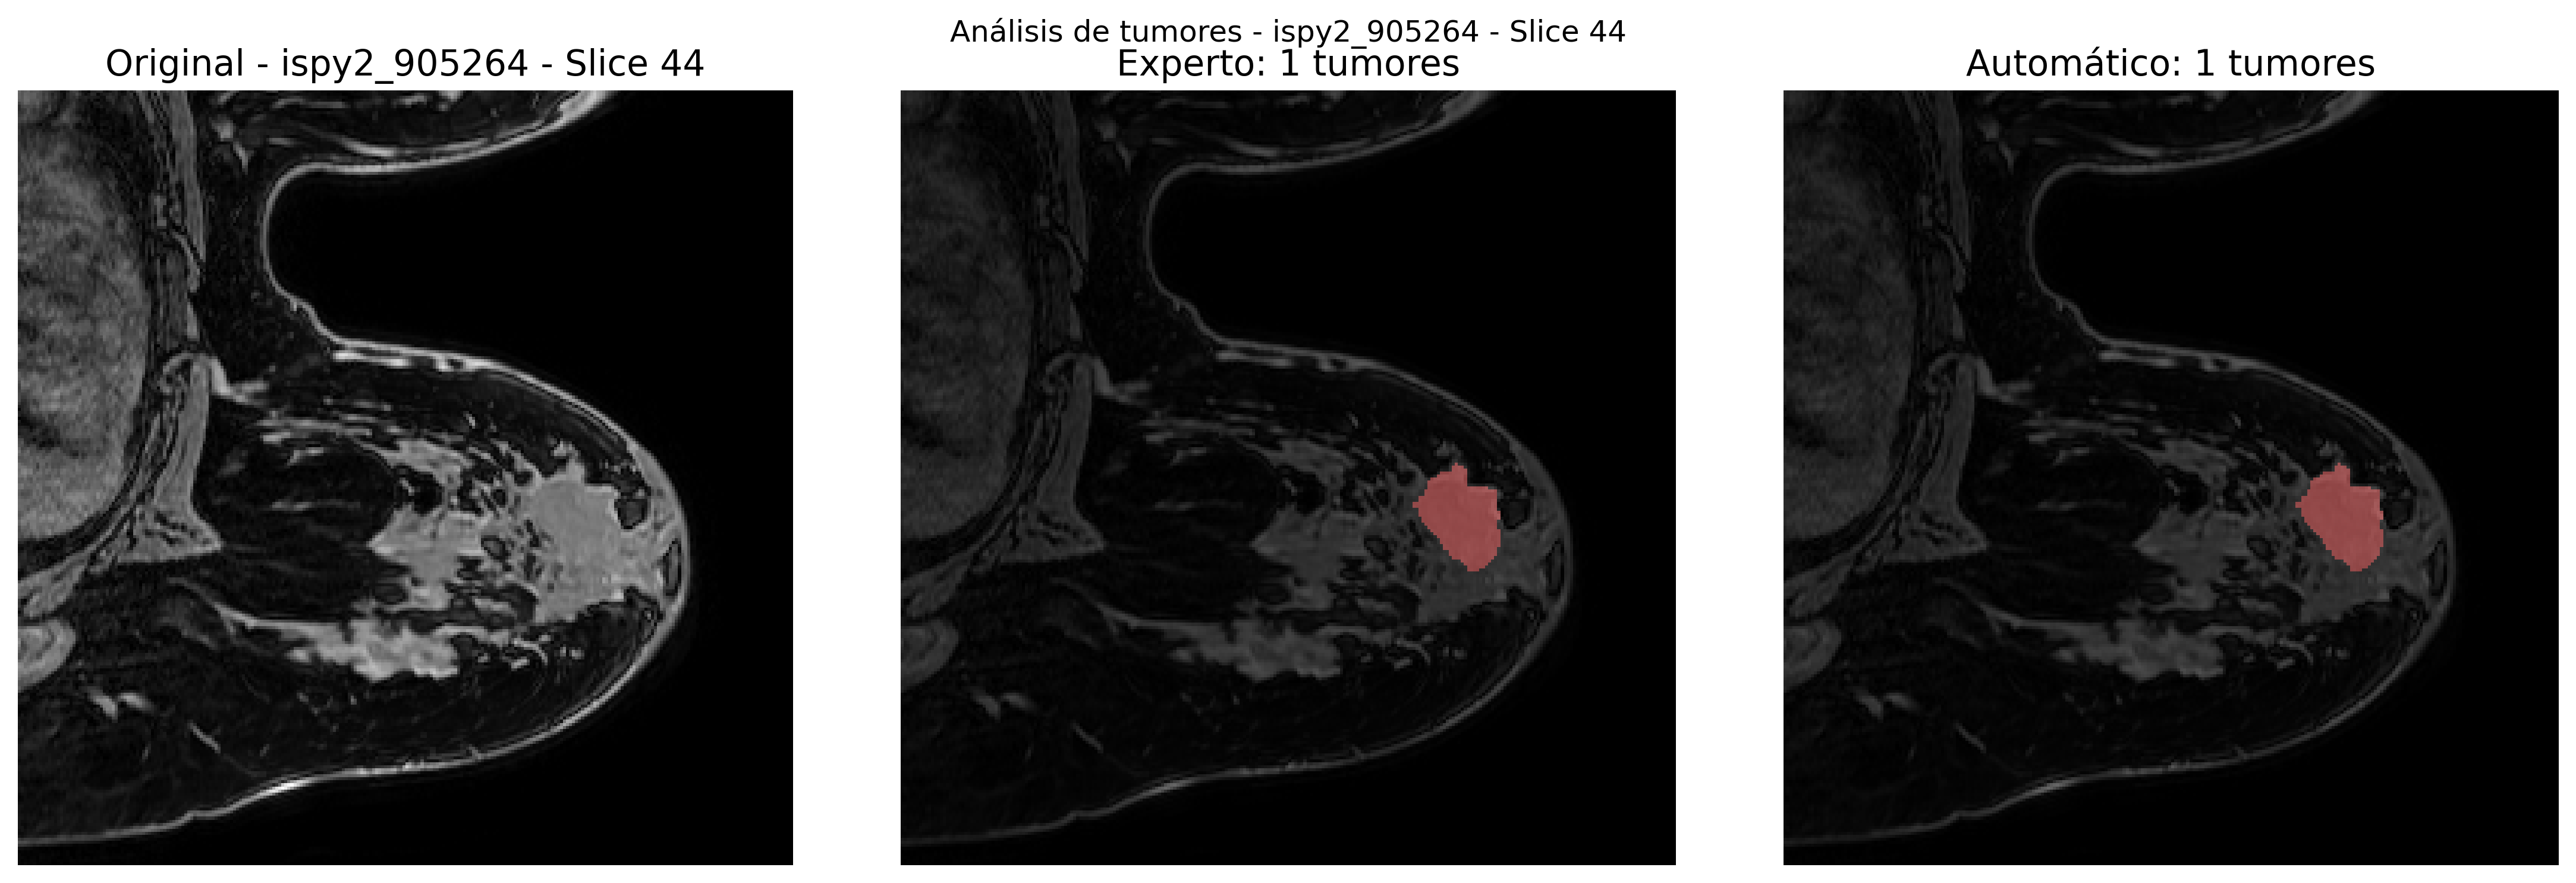 Análisis de tumores - ispy2_905264 - Slice 44
Original - ispy2_905264 - Slice 44
Experto: 1 tumores
Automático: 1 tumores